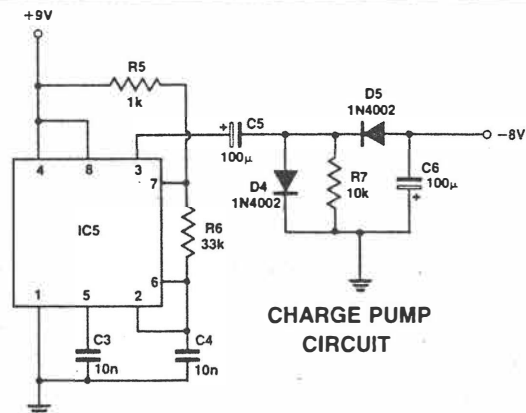 +9V
R5
1k
D5
1N4002
+
C5
100μ
−8V
4
8
3
7
D4
1N4002
R7
10k
C6
100μ
+
IC5
R6
33k
6
1
5
2
C3
10n
C4
10n
CHARGE PUMP
CIRCUIT